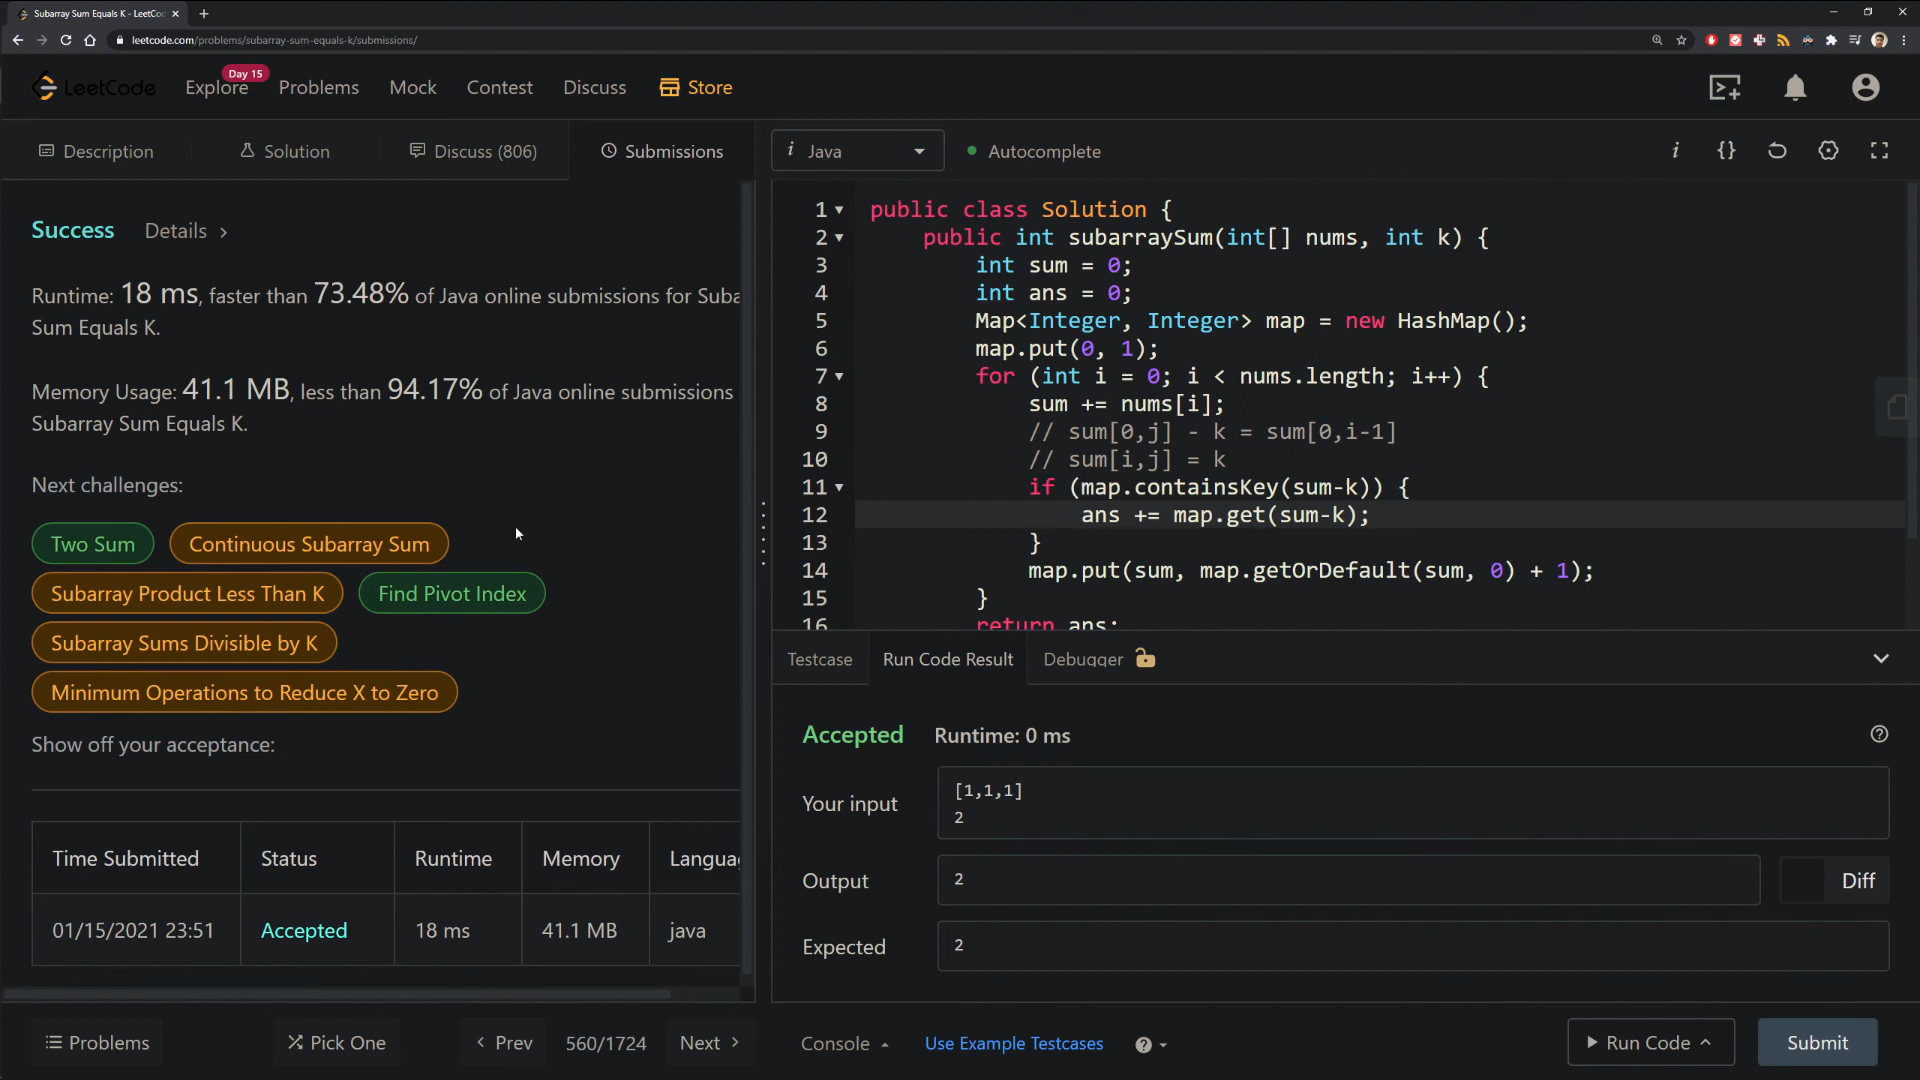 Subarray Sum Equals K - LeetCo
leetcode.com/problems/subarray-sum-equals-k/submissions/
LeetCode
Explore
Day 15
Problems
Mock
Contest
Discuss
Store
Description
Solution
Discuss (806)
Submissions
Success
Details
Runtime: 18 ms, faster than 73.48% of Java online submissions for Suba
Sum Equals K.
Memory Usage: 41.1 MB, less than 94.17% of Java online submissions
Subarray Sum Equals K.
Next challenges:
Two Sum
Continuous Subarray Sum
Subarray Product Less Than K
Find Pivot Index
Subarray Sums Divisible by K
Minimum Operations to Reduce X to Zero
Show off your acceptance:
Time Submitted Status Runtime Memory Langua
01/15/2021 23:51 Accepted 18 ms 41.1 MB java
Problems
Pick One
Prev
560/1724
Next
i Java
Autocomplete
i {}
1 public class Solution {
2 public int subarraySum(int[] nums, int k) {
3 int sum = 0;
4 int ans = 0;
5 Map<Integer, Integer> map = new HashMap();
6 map.put(0, 1);
7 for (int i = 0; i < nums.length; i++) {
8 sum += nums[i];
9 // sum[0,j] - k = sum[0,i-1]
10 // sum[i,j] = k
11 if (map.containsKey(sum-k)) {
12 ans += map.get(sum-k);
13 }
14 map.put(sum, map.getOrDefault(sum, 0) + 1);
15 }
16 return ans;
Testcase
Run Code Result
Debugger
Accepted Runtime: 0 ms
Your input
[1,1,1]
2
Output
2
Diff
Expected
2
Console
Use Example Testcases
Run Code
Submit